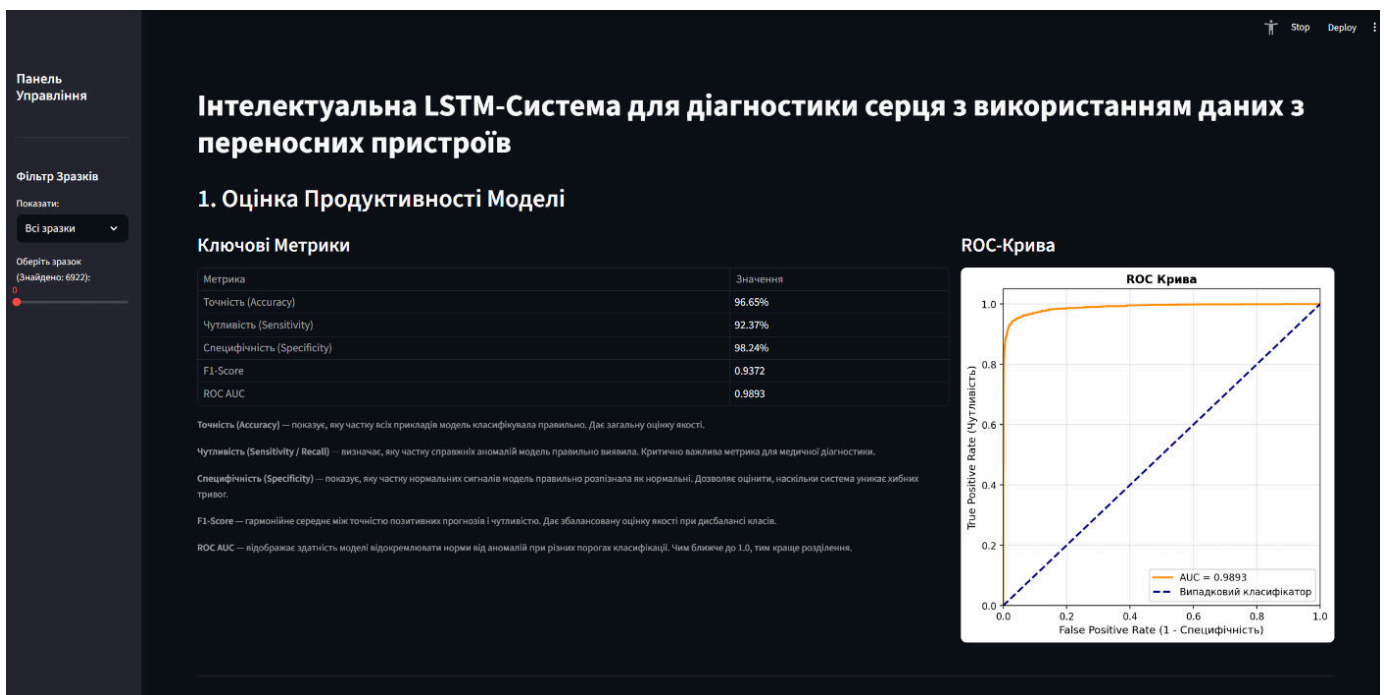 Stop Deploy
Панель
Управління
Фільтр Зразків
Показати:
Всі зразки
Оберіть зразок
(Знайдено: 6922):
0
Інтелектуальна LSTM-Система для діагностики серця з використанням даних з
переносних пристроїв
1. Оцінка Продуктивності Моделі
Ключові Метрики
Метрика Значення
Точність (Accuracy) 96.65%
Чутливість (Sensitivity) 92.37%
Специфічність (Specificity) 98.24%
F1-Score 0.9372
ROC AUC 0.9893
Точність (Accuracy) — показує, яку частку всіх прикладів модель класифікувала правильно. Дає загальну оцінку якості.
Чутливість (Sensitivity / Recall) — визначає, яку частку справжніх аномалій модель правильно виявила. Критично важлива метрика для медичної діагностики.
Специфічність (Specificity) — показує, яку частку нормальних сигналів модель правильно розпізнала як нормальні. Дозволяє оцінити, наскільки система уникає хибних
тривог.
F1-Score — гармонійне середнє між точністю позитивних прогнозів і чутливістю. Дає збалансовану оцінку якості при дисбалансі класів.
ROC AUC — відображає здатність моделі відокремлювати норми від аномалій при різних порогах класифікації. Чим ближче до 1.0, тим краще розділення.
ROC-Крива
ROC Крива
True Positive Rate (Чутливість)
1.0
0.8
0.6
0.4
0.2
0.0
AUC = 0.9893
Випадковий класифікатор
0.0 0.2 0.4 0.6 0.8 1.0
False Positive Rate (1 - Специфічність)